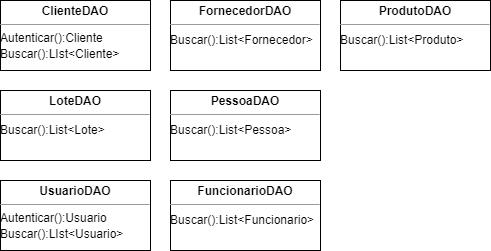 ClienteDAO
Autenticar():Cliente
Buscar():LIst<Cliente>
FornecedorDAO
Buscar():List<Fornecedor>
ProdutoDAO
Buscar():List<Produto>
LoteDAO
Buscar():List<Lote>
PessoaDAO
Buscar():List<Pessoa>
UsuarioDAO
Autenticar():Usuario
Buscar():LIst<Usuario>
FuncionarioDAO
Buscar():List<Funcionario>